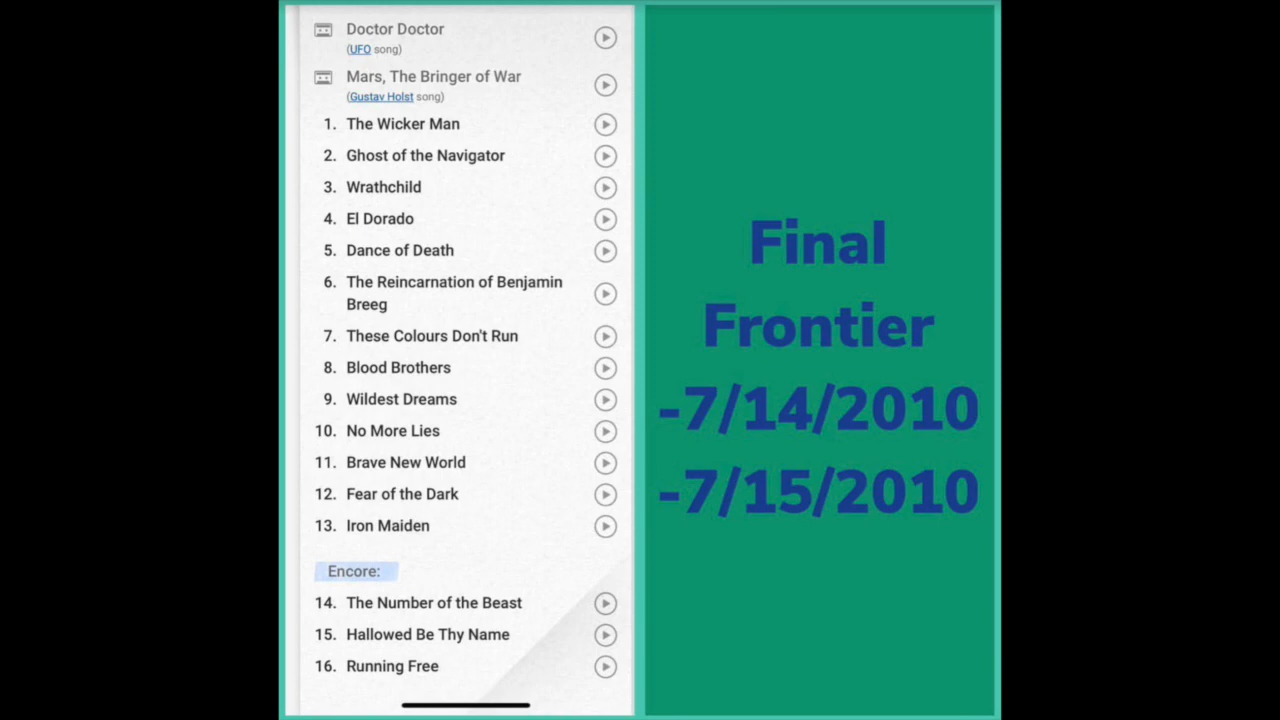 Doctor Doctor
(UFO song)
Mars, The Bringer of War
(Gustav Holst song)
1. The Wicker Man
2. Ghost of the Navigator
3. Wrathchild
4. El Dorado
5. Dance of Death
6. The Reincarnation of Benjamin
Breeg
7. These Colours Don't Run
8. Blood Brothers
9. Wildest Dreams
10. No More Lies
11. Brave New World
12. Fear of the Dark
13. Iron Maiden
Encore:
14. The Number of the Beast
15. Hallowed Be Thy Name
16. Running Free
Final
Frontier
-7/14/2010
-7/15/2010